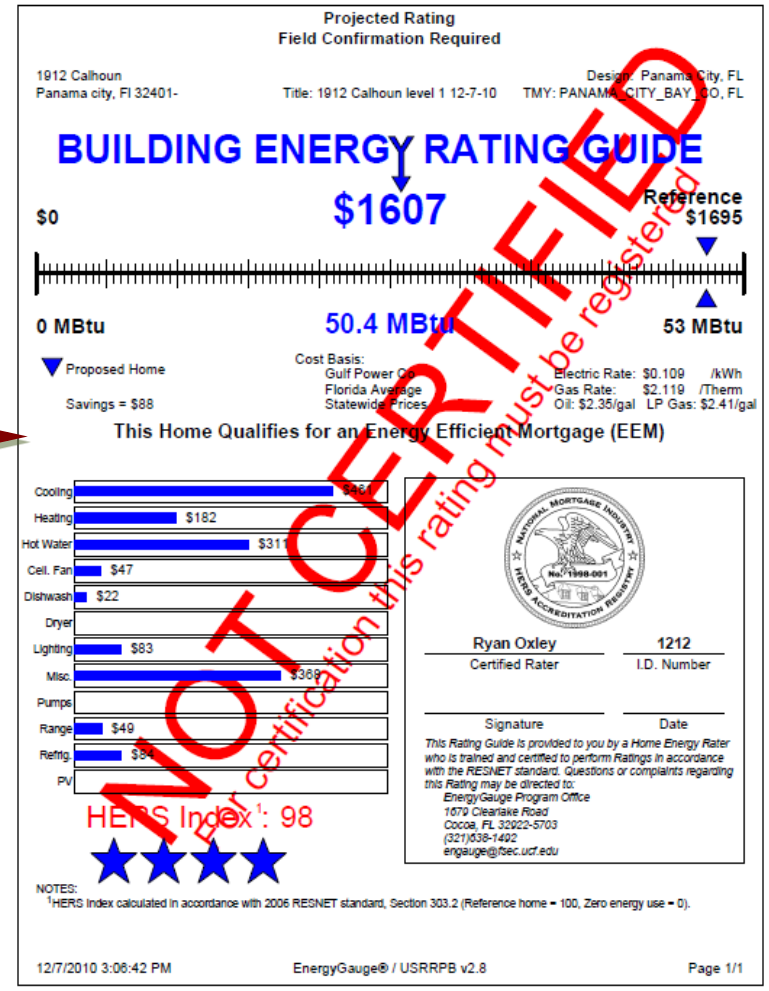 Projected Rating
Field Confirmation Required
1912 Calhoun
Panama city, Fl 32401-
Title: 1912 Calhoun level 1 12-7-10
Design: Panama City, FL
TMY: PANAMA_CITY_BAY_CO, FL
BUILDING ENERGY RATING GUIDE
$0
$1607
Reference
$1695
0 MBtu
50.4 MBtu
53 MBtu
Proposed Home
Savings = $88
Cost Basis:
Gulf Power Co
Florida Average
Statewide Prices
Electric Rate: $0.109 /kWh
Gas Rate: $2.119 /Therm
Oil: $2.35/gal LP Gas: $2.41/gal
This Home Qualifies for an Energy Efficient Mortgage (EEM)
Cooling $461
Heating $182
Hot Water $311
Ceil. Fan $47
Dishwash $22
Dryer
Lighting $83
Misc. $368
Pumps
Range $49
Refrig. $84
PV
HERS Index¹: 98
NATIONAL MORTGAGE INDUSTRY
No. 1998-001
HERS ACCREDITATION REGISTRY
Ryan Oxley 1212
Certified Rater I.D. Number
Signature Date
This Rating Guide is provided to you by a Home Energy Rater
who is trained and certified to perform Ratings in accordance
with the RESNET standard. Questions or complaints regarding
this Rating may be directed to:
EnergyGauge Program Office
1679 Clearlake Road
Cocoa, FL 32922-5703
(321)638-1492
engauge@fsec.ucf.edu
NOTES:
¹HERS Index calculated in accordance with 2006 RESNET standard, Section 303.2 (Reference home = 100, Zero energy use = 0).
12/7/2010 3:06:42 PM
EnergyGauge® / USRRPB v2.8
Page 1/1
NOT CERTIFIED
For certification this rating must be registered